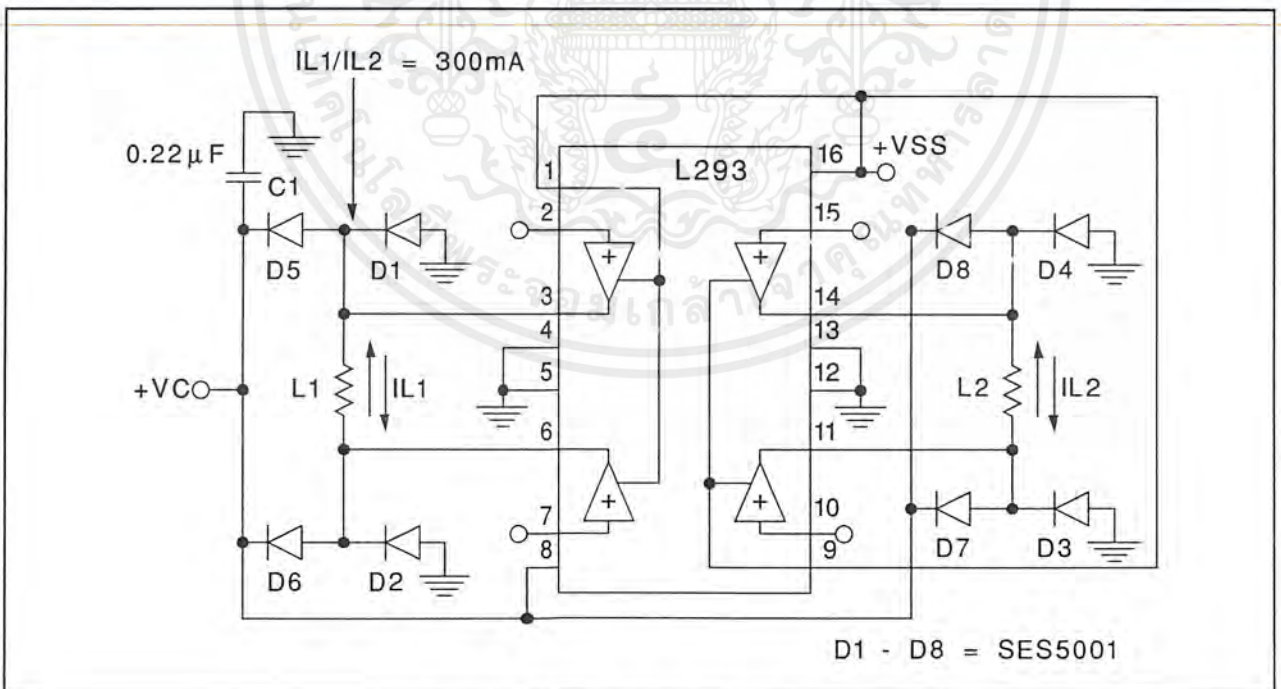 IL1/IL2 = 300mA
0.22μF
C1
D5
D1
+VC
L1
IL1
D6
D2
L293
1
2
3
4
5
6
7
8
16
15
14
13
12
11
10
9
+VSS
D8
D4
L2
IL2
D7
D3
D1 - D8 = SES5001